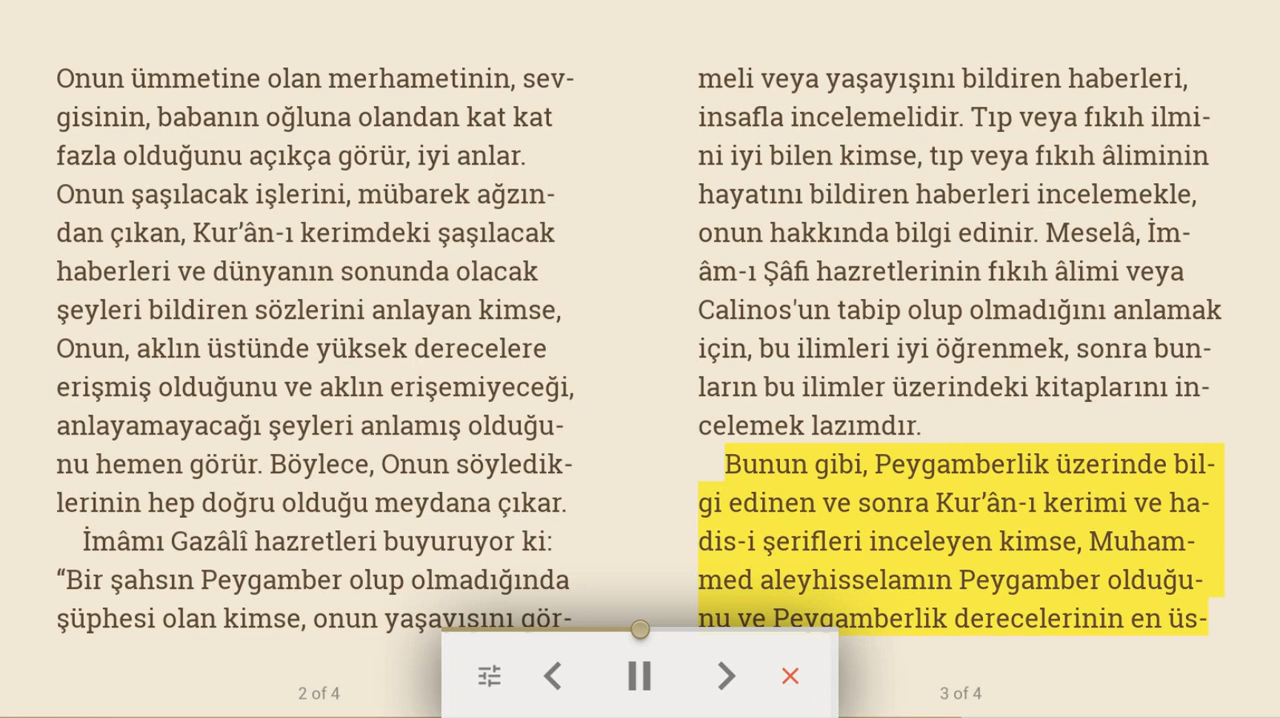 Onun ümmetine olan merhametinin, sev-
gisinin, babanın oğluna olandan kat kat
fazla olduğunu açıkça görür, iyi anlar.
Onun şaşılacak işlerini, mübarek ağzın-
dan çıkan, Kur’ân-ı kerimdeki şaşılacak
haberleri ve dünyanın sonunda olacak
şeyleri bildiren sözlerini anlayan kimse,
Onun, aklın üstünde yüksek derecelere
erişmiş olduğunu ve aklın erişemiyeceği,
anlayamayacağı şeyleri anlamış olduğu-
nu hemen görür. Böylece, Onun söyledik-
lerinin hep doğru olduğu meydana çıkar.
İmâmı Gazâlî hazretleri buyuruyor ki:
“Bir şahsın Peygamber olup olmadığında
şüphesi olan kimse, onun yaşayışını gör-
2 of 4
meli veya yaşayışını bildiren haberleri,
insafla incelemelidir. Tıp veya fıkıh ilmi-
ni iyi bilen kimse, tıp veya fıkıh âliminin
hayatını bildiren haberleri incelemekle,
onun hakkında bilgi edinir. Meselâ, İm-
âm-ı Şâfi hazretlerinin fıkıh âlimi veya
Calinos'un tabip olup olmadığını anlamak
için, bu ilimleri iyi öğrenmek, sonra bun-
ların bu ilimler üzerindeki kitaplarını in-
celemek lazımdır.
Bunun gibi, Peygamberlik üzerinde bil-
gi edinen ve sonra Kur’ân-ı kerimi ve ha-
dis-i şerifleri inceleyen kimse, Muham-
med aleyhisselamın Peygamber olduğu-
nu ve Peygamberlik derecelerinin en üs-
3 of 4